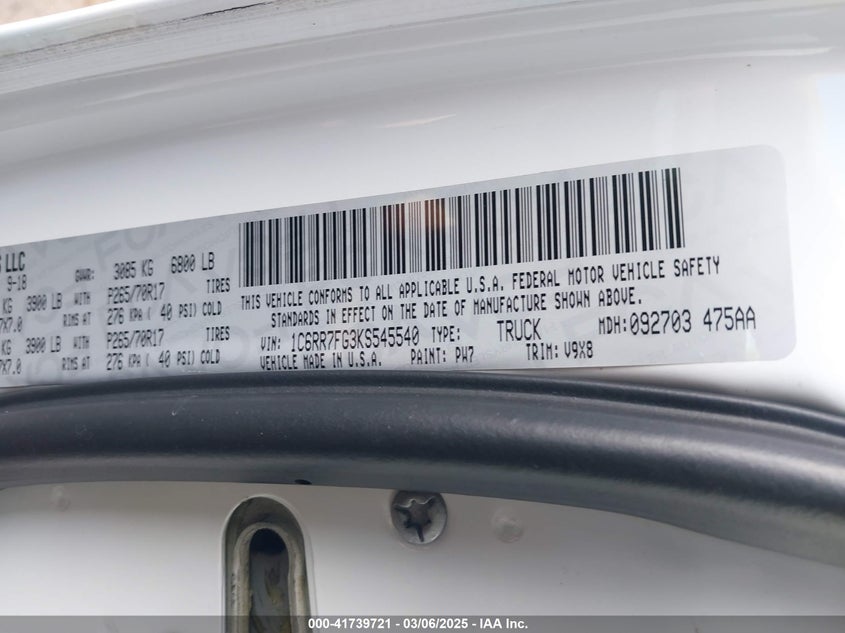 S LLC
9-18 GVWR: 3085 KG 6800 LB
KG 3900 LB WITH P265/70R17 TIRES
7X7.0 RIMS AT 276 KPA ( 40 PSI) COLD
KG 3900 LB WITH P265/70R17 TIRES
7X7.0 RIMS AT 276 KPA ( 40 PSI) COLD
THIS VEHICLE CONFORMS TO ALL APPLICABLE U.S.A. FEDERAL MOTOR VEHICLE SAFETY
STANDARDS IN EFFECT ON THE DATE OF MANUFACTURE SHOWN ABOVE.
VIN: 1C6RR7FG3KS545540 TYPE: TRUCK MDH:092703 475AA
VEHICLE MADE IN U.S.A. PAINT: PW7 TRIM: V9X8
000-41739721 - 03/06/2025 - IAA Inc.